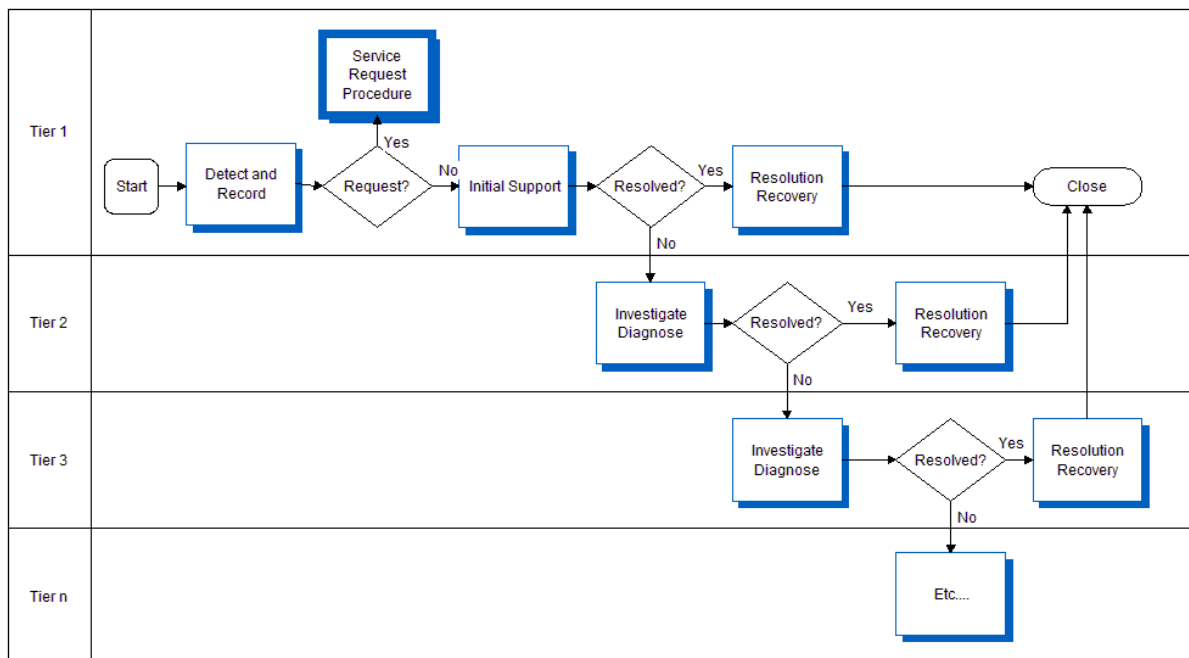 Tier 1
Service
Request
Procedure
Yes
Start
Detect and
Record
Request?
No
Initial Support
Resolved?
Yes
Resolution
Recovery
Close
No
Tier 2
Investigate
Diagnose
Resolved?
Yes
Resolution
Recovery
No
Tier 3
Investigate
Diagnose
Resolved?
Yes
Resolution
Recovery
No
Tier n
Etc....